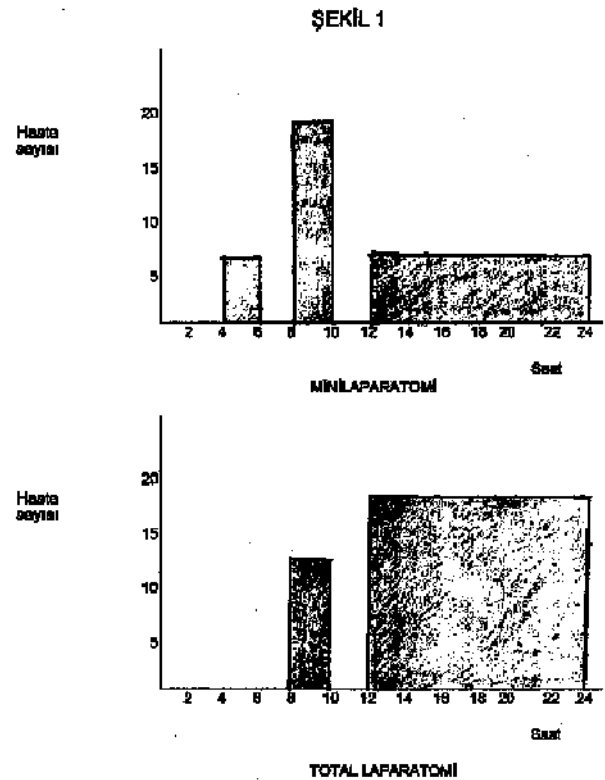 ŞEKİL 1
Hasta
sayısı
20
15
10
5
2 4 6 8 10 12 14 16 18 20 22 24
Saat
MİNİLAPARATOMİ
Hasta
sayısı
20
15
10
5
2 4 6 8 10 12 14 16 18 20 22 24
Saat
TOTAL LAPARATOMİ